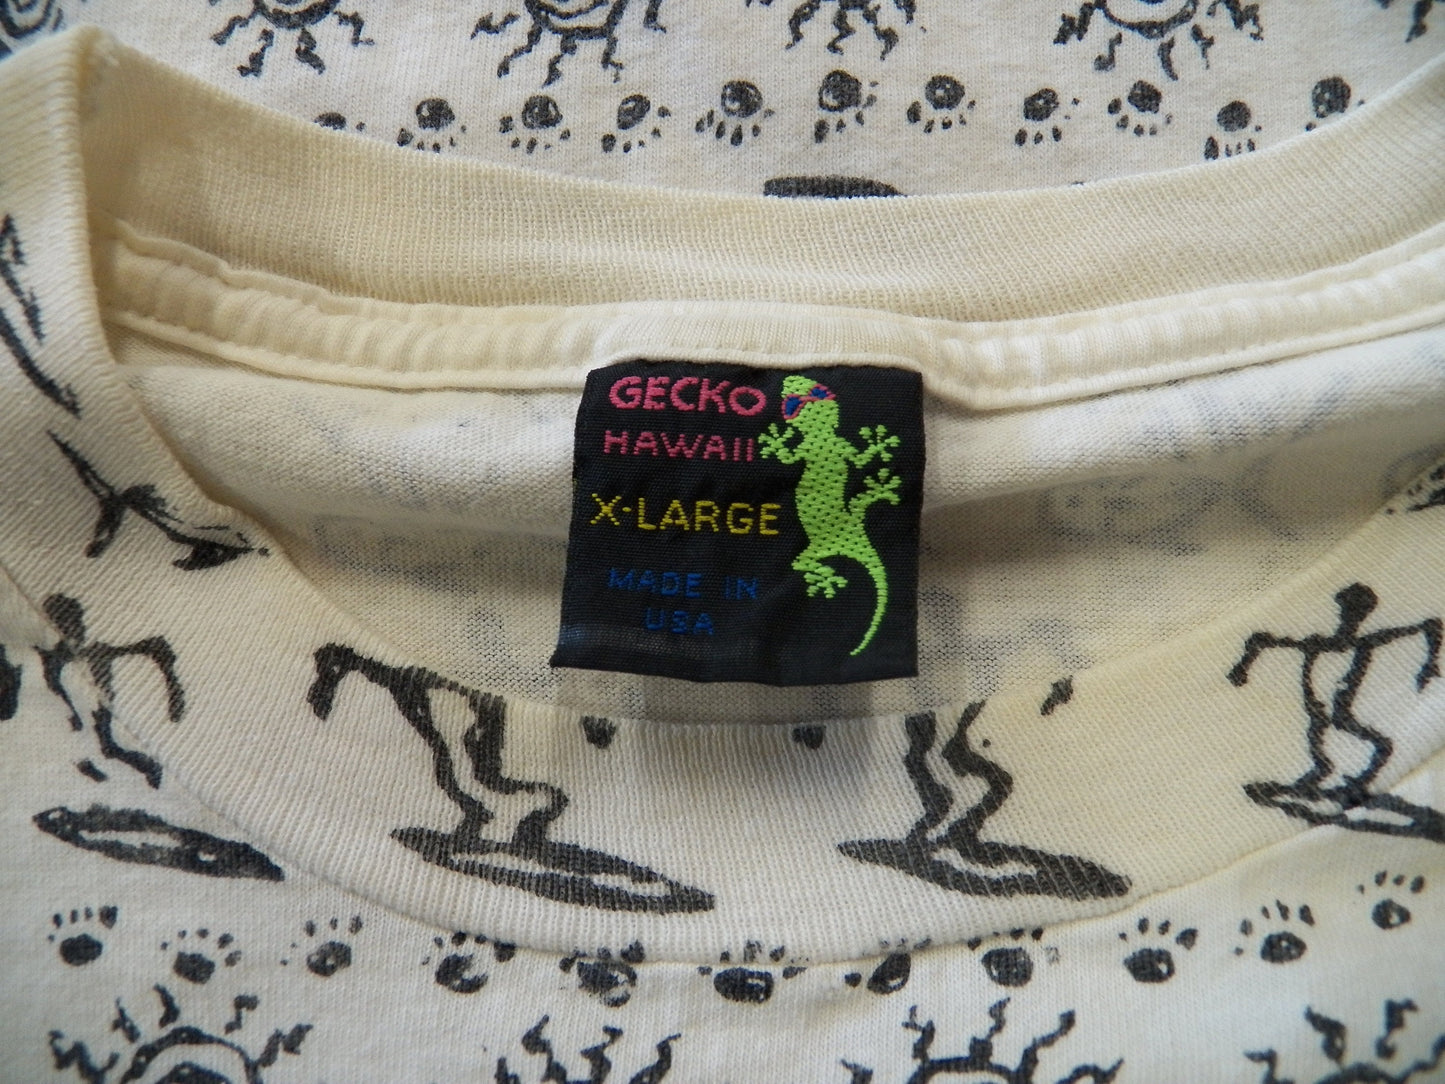 GECKO
HAWAII
X-LARGE
MADE IN
USA